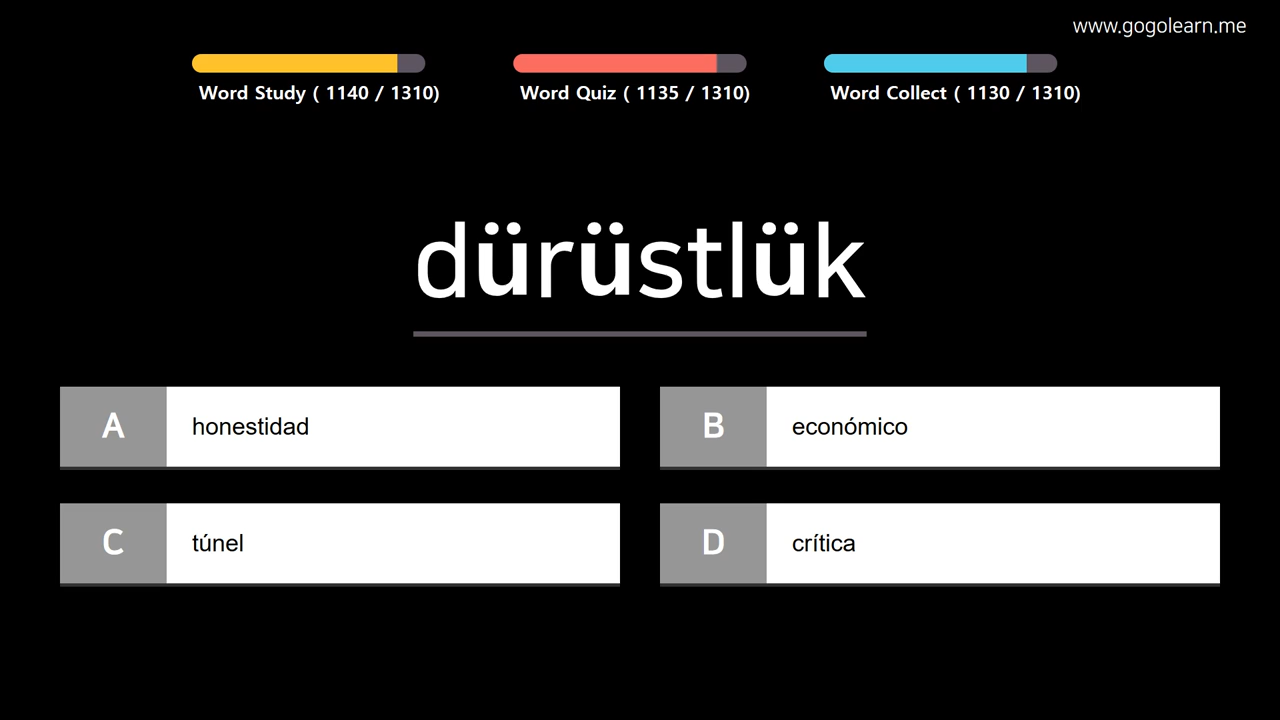 www.gogolearn.me
Word Study ( 1140 / 1310)
Word Quiz ( 1135 / 1310)
Word Collect ( 1130 / 1310)
dürüstlük
A honestidad
B económico
C túnel
D crítica